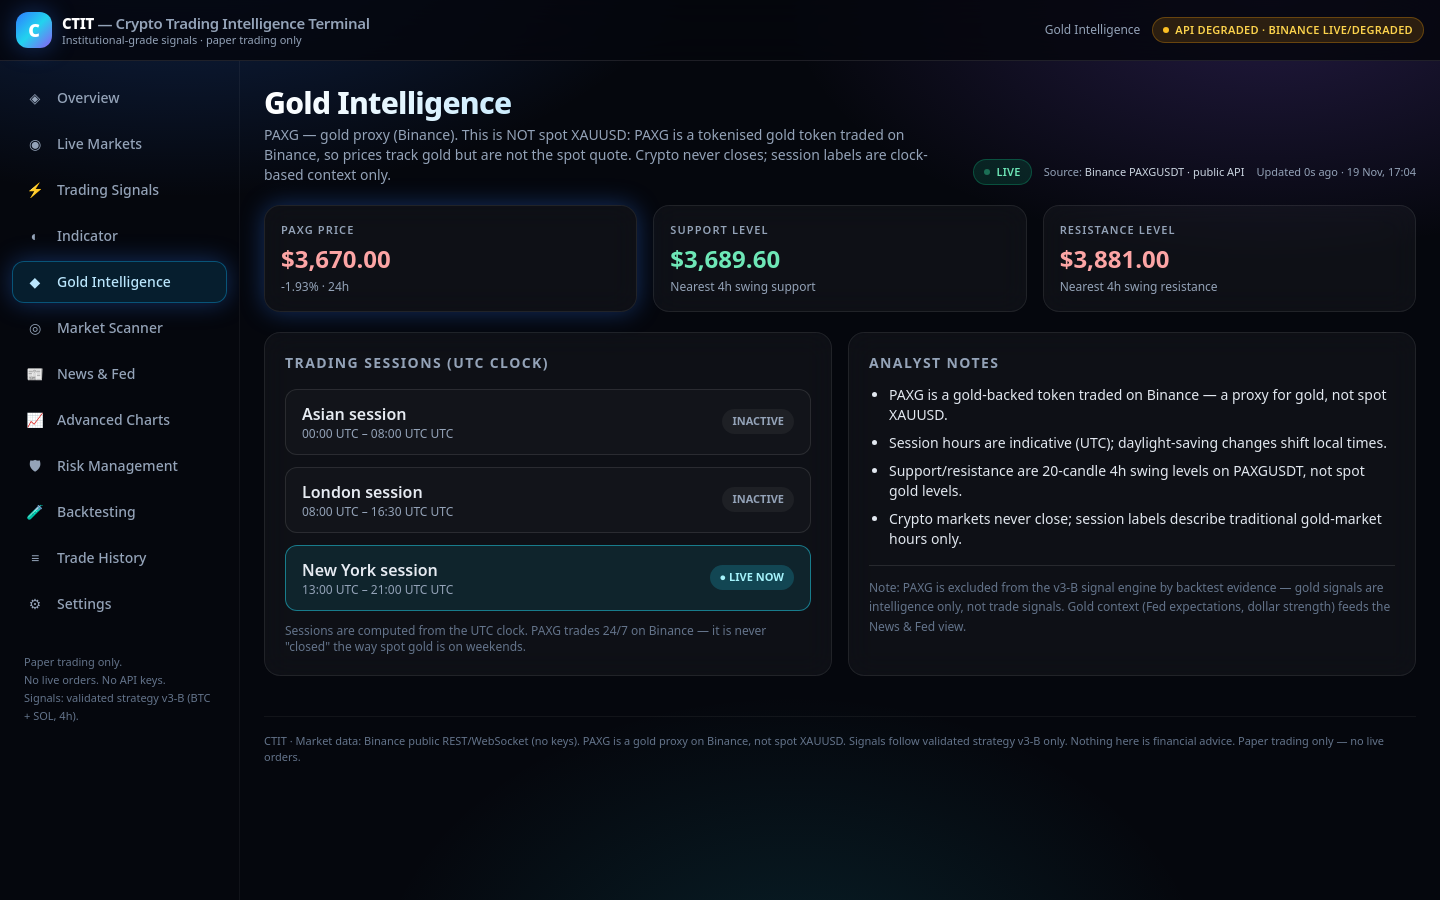 C
CTIT — Crypto Trading Intelligence Terminal
Institutional-grade signals · paper trading only
Gold Intelligence
API DEGRADED · BINANCE LIVE/DEGRADED
Overview
Live Markets
Trading Signals
Indicator
Gold Intelligence
Market Scanner
News & Fed
Advanced Charts
Risk Management
Backtesting
Trade History
Settings
Paper trading only.
No live orders. No API keys.
Signals: validated strategy v3-B (BTC
+ SOL, 4h).
Gold Intelligence
PAXG — gold proxy (Binance). This is NOT spot XAUUSD: PAXG is a tokenised gold token traded on
Binance, so prices track gold but are not the spot quote. Crypto never closes; session labels are clock-
based context only.
LIVE
Source: Binance PAXGUSDT · public API
Updated 0s ago · 19 Nov, 17:04
PAXG PRICE
$3,670.00
-1.93% · 24h
SUPPORT LEVEL
$3,689.60
Nearest 4h swing support
RESISTANCE LEVEL
$3,881.00
Nearest 4h swing resistance
TRADING SESSIONS (UTC CLOCK)
Asian session
00:00 UTC – 08:00 UTC UTC
INACTIVE
London session
08:00 UTC – 16:30 UTC UTC
INACTIVE
New York session
13:00 UTC – 21:00 UTC UTC
● LIVE NOW
Sessions are computed from the UTC clock. PAXG trades 24/7 on Binance — it is never
"closed" the way spot gold is on weekends.
ANALYST NOTES
• PAXG is a gold-backed token traded on Binance — a proxy for gold, not spot
XAUUSD.
• Session hours are indicative (UTC); daylight-saving changes shift local times.
• Support/resistance are 20-candle 4h swing levels on PAXGUSDT, not spot
gold levels.
• Crypto markets never close; session labels describe traditional gold-market
hours only.
Note: PAXG is excluded from the v3-B signal engine by backtest evidence — gold signals are
intelligence only, not trade signals. Gold context (Fed expectations, dollar strength) feeds the
News & Fed view.
CTIT · Market data: Binance public REST/WebSocket (no keys). PAXG is a gold proxy on Binance, not spot XAUUSD. Signals follow validated strategy v3-B only. Nothing here is financial advice. Paper trading only — no live
orders.